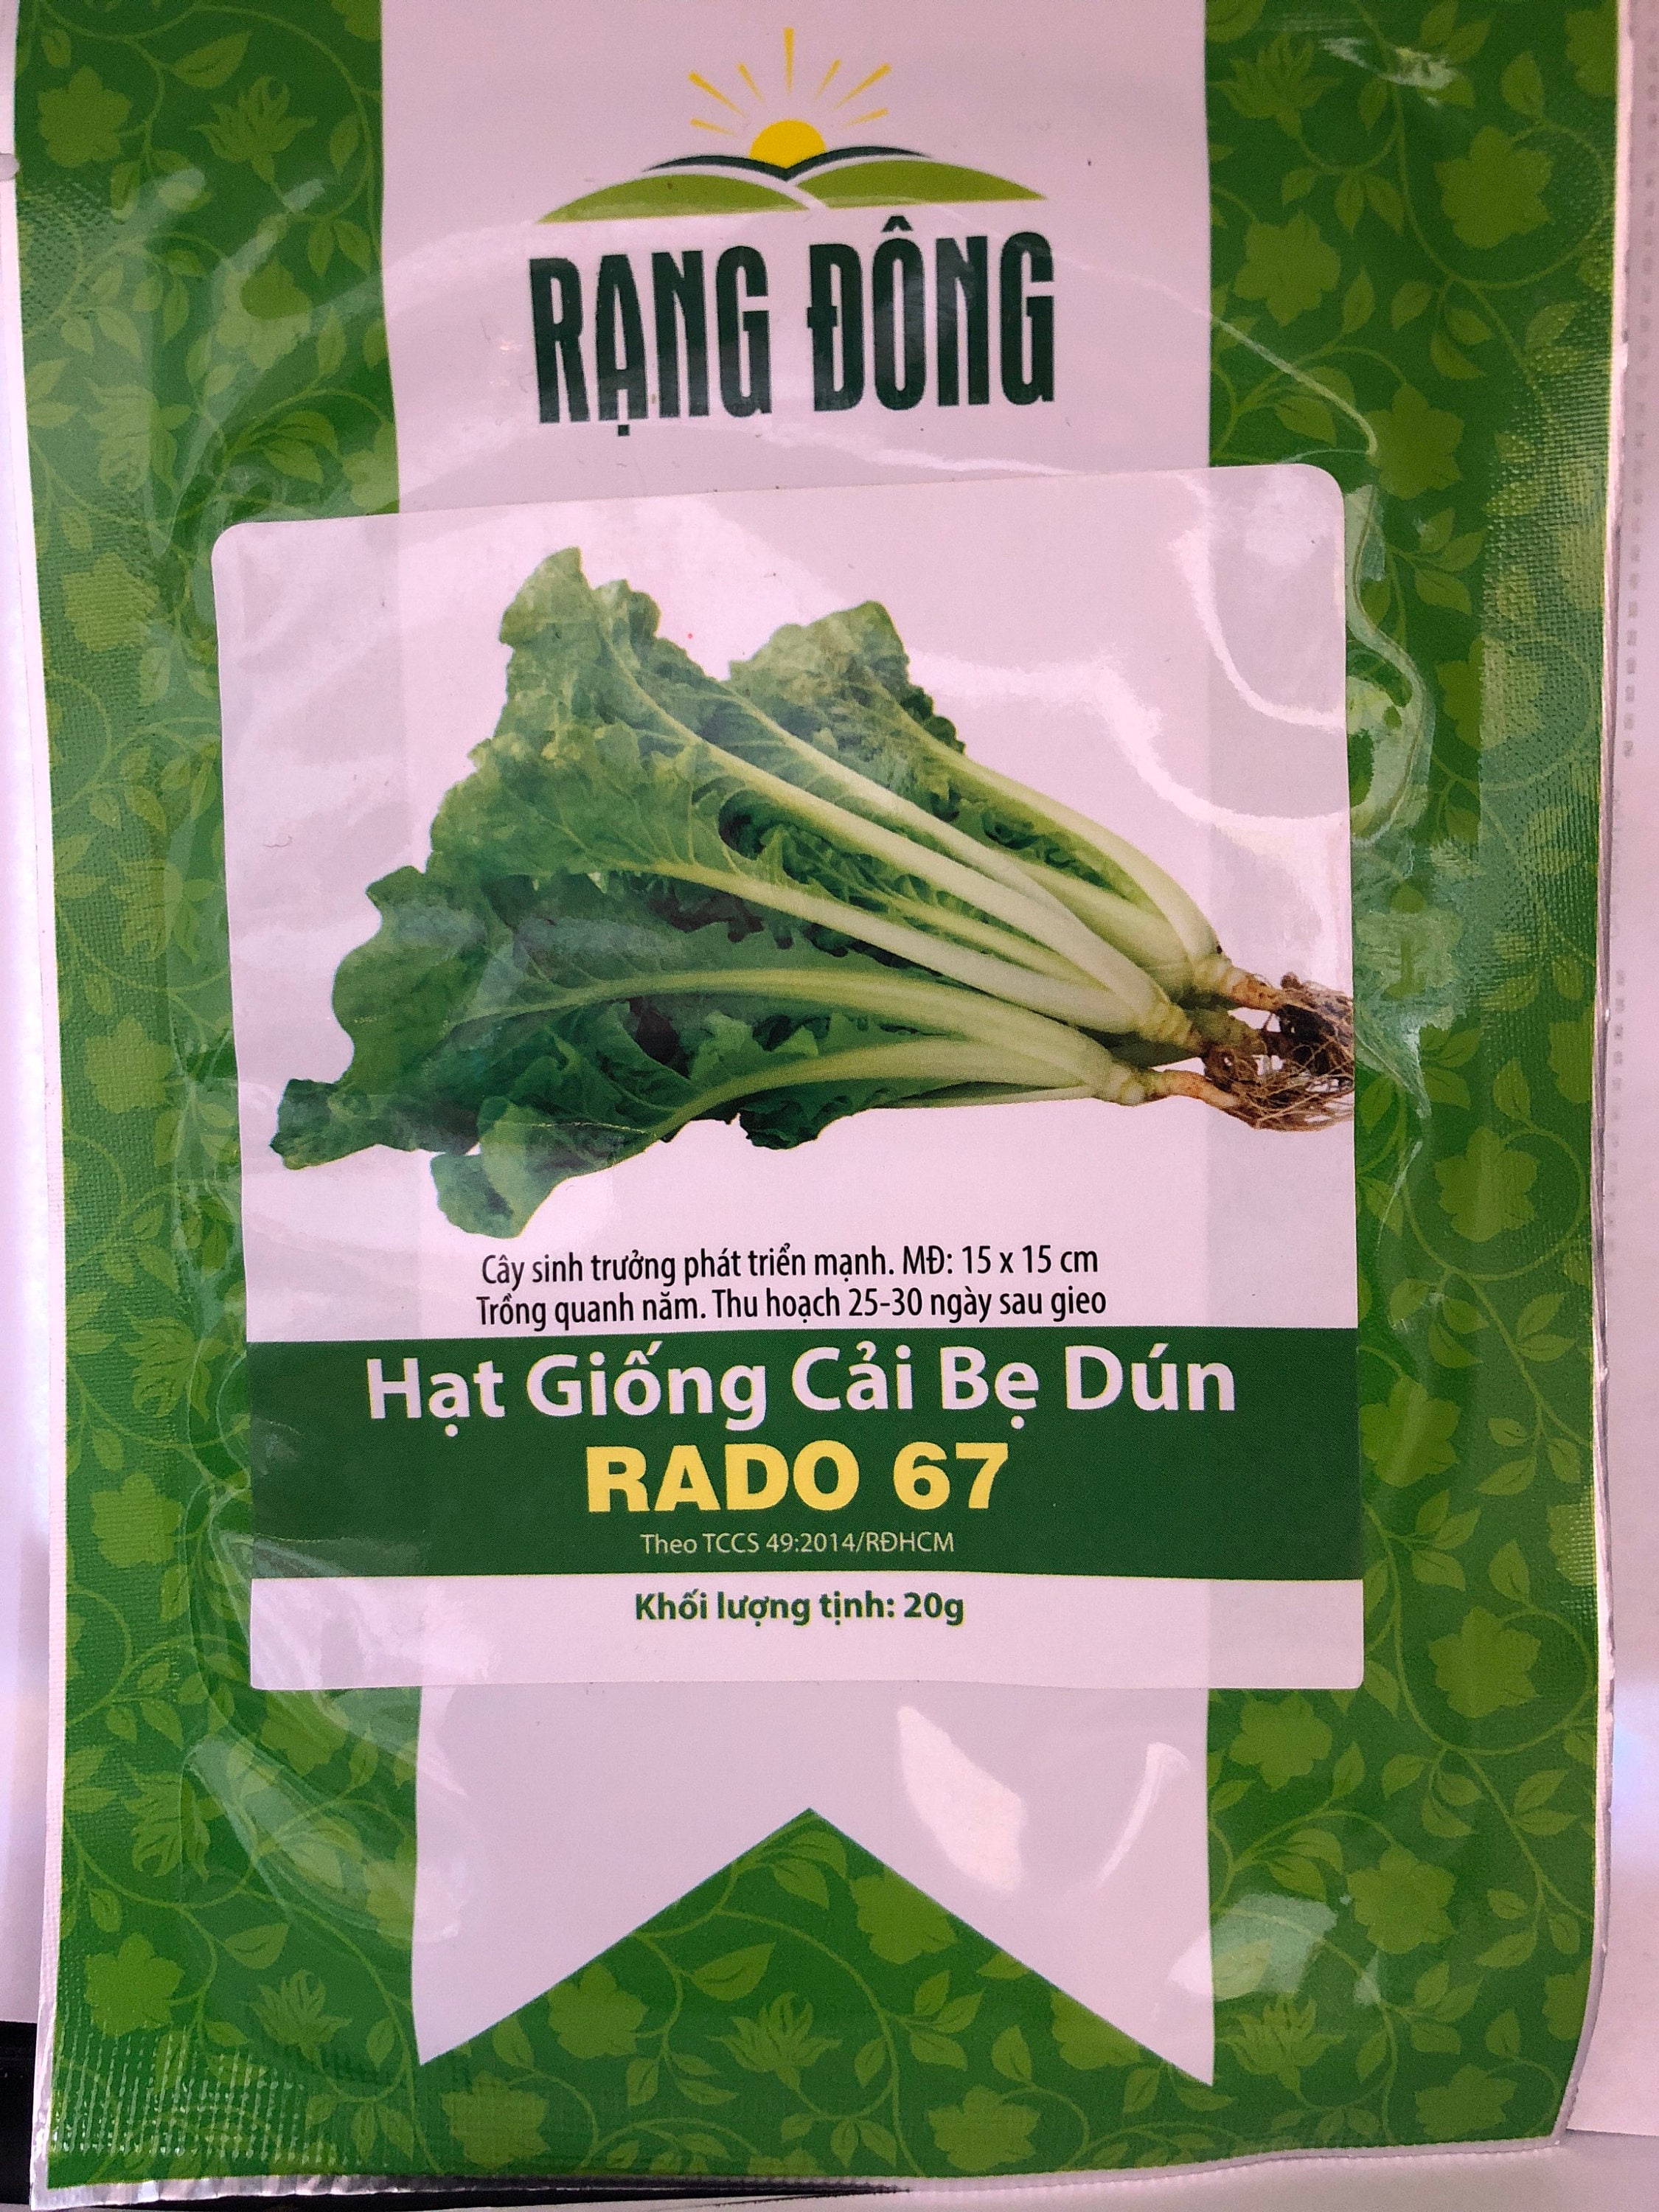 RẠNG ĐÔNG
Cây sinh trưởng phát triển mạnh. MĐ: 15 x 15 cm
Trồng quanh năm. Thu hoạch 25-30 ngày sau gieo
Hạt Giống Cải Bẹ Dún
RADO 67
Theo TCCS 49:2014/RĐHCM
Khối lượng tịnh: 20g